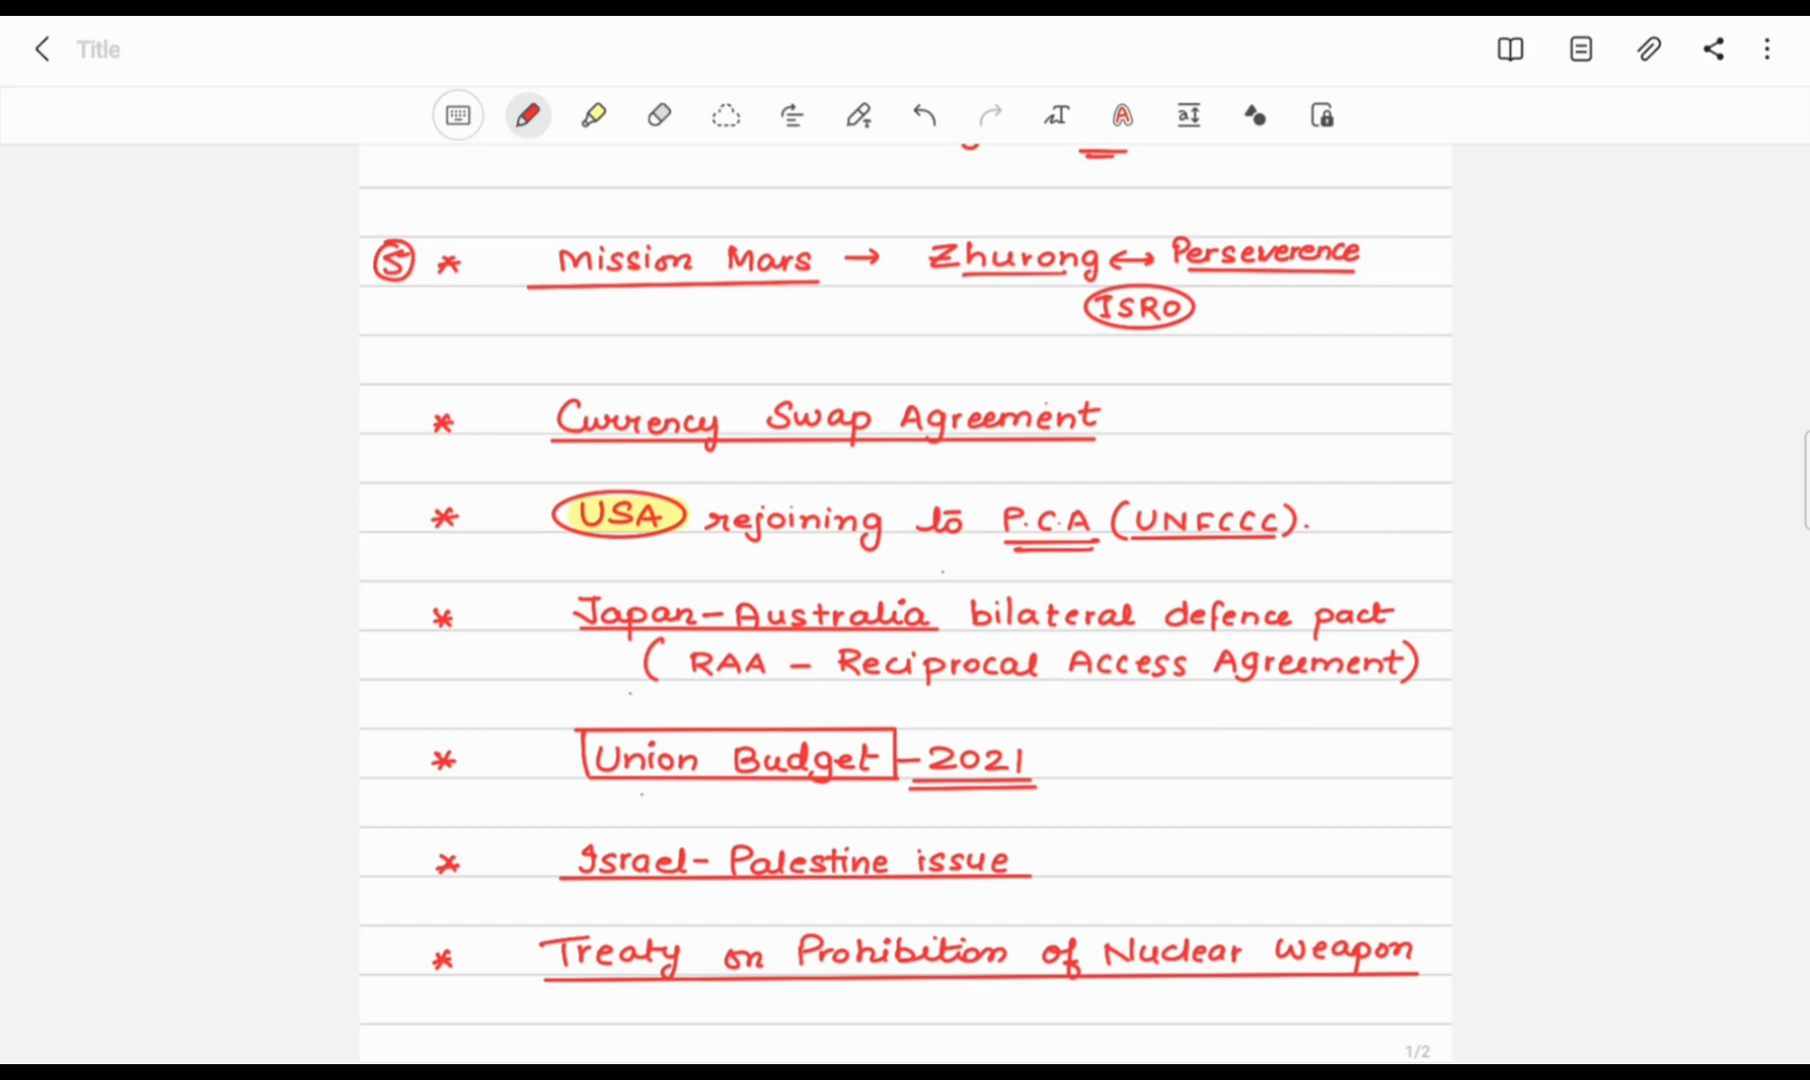 Title
Ⓢ * Mission Mars → Zhurong ↔ Perseverence
ISRO
* Currency Swap Agreement
* USA rejoining to P.C.A (UNFCCC).
* Japan-Australia bilateral defence pact
( RAA - Reciprocal Access Agreement)
* Union Budget - 2021
* Israel-Palestine issue
* Treaty on Prohibition of Nuclear weapon
1/2